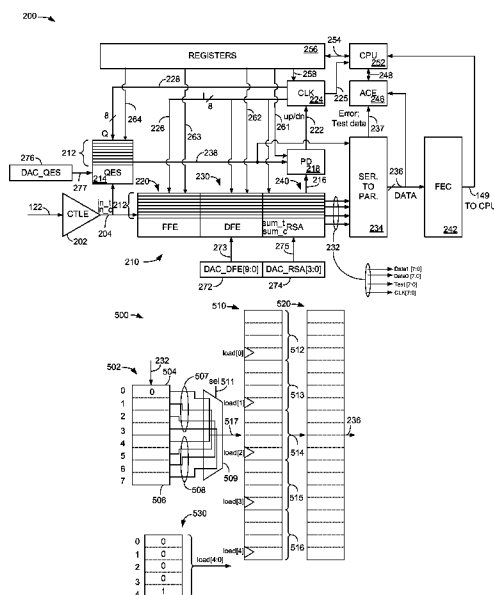 200
REGISTERS
256
254
CPU
252
228
258
CLK
224
248
225
ACE
246
8
264
8
226
263
262
261
up/dn
222
Error;
Test data
237
Q
212
276
DAC_QES
277
214
QES
238
PD
218
220
230
240
216
SER.
TO
PAR.
234
236
DATA
FEC
242
149
TO CPU
122
CTLE
202
204
212
FFE
DFE
sum_t
sum_c
RSA
232
210
273
275
DAC_DFE[9:0]
DAC_RSA[3:0]
272
274
Data1 [7:0]
Data0 [7:0]
Test [7:0]
CLK[7:0]
500
510
520
502
232
504
507
sel
511
load[0]
512
0
0
1
2
3
4
5
6
7
load[1]
513
517
load[2]
514
236
509
508
506
load[3]
515
load[4]
516
530
0
0
1
0
2
0
3
0
4
1
load[4:0]